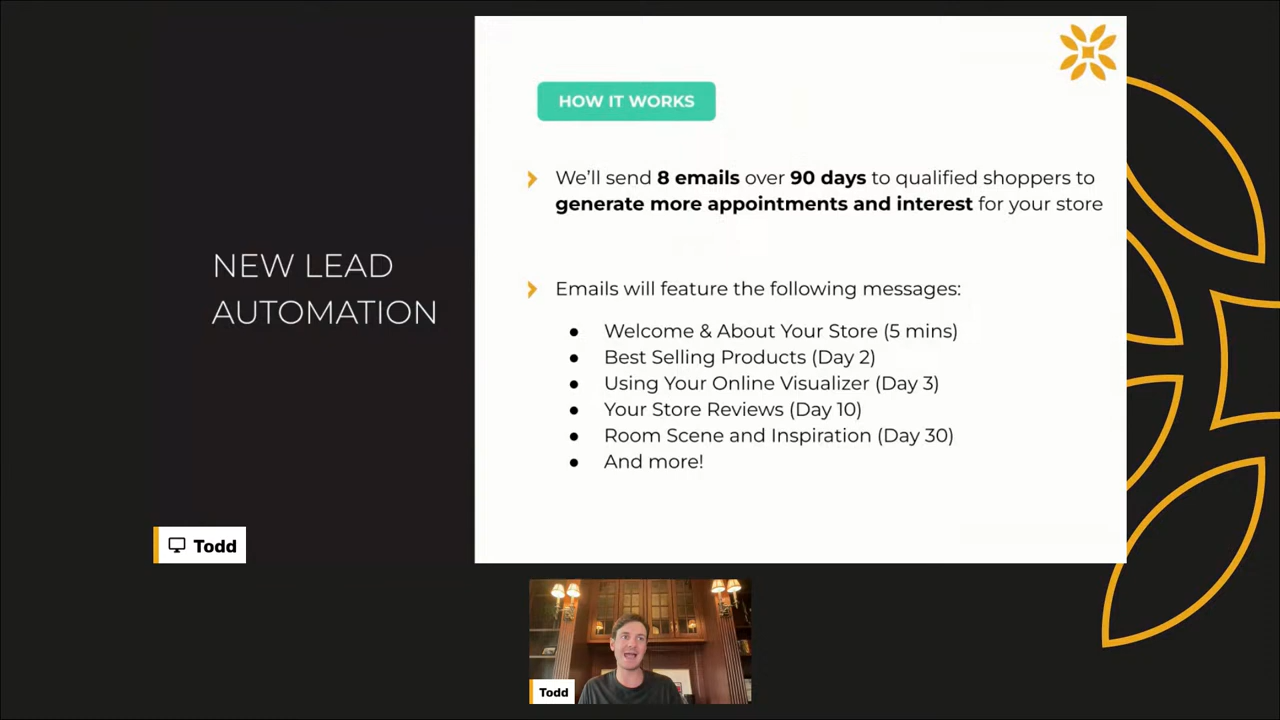 HOW IT WORKS
We'll send 8 emails over 90 days to qualified shoppers to
generate more appointments and interest for your store
NEW LEAD
AUTOMATION
Emails will feature the following messages:
Welcome & About Your Store (5 mins)
Best Selling Products (Day 2)
Using Your Online Visualizer (Day 3)
Your Store Reviews (Day 10)
Room Scene and Inspiration (Day 30)
And more!
Todd
Todd